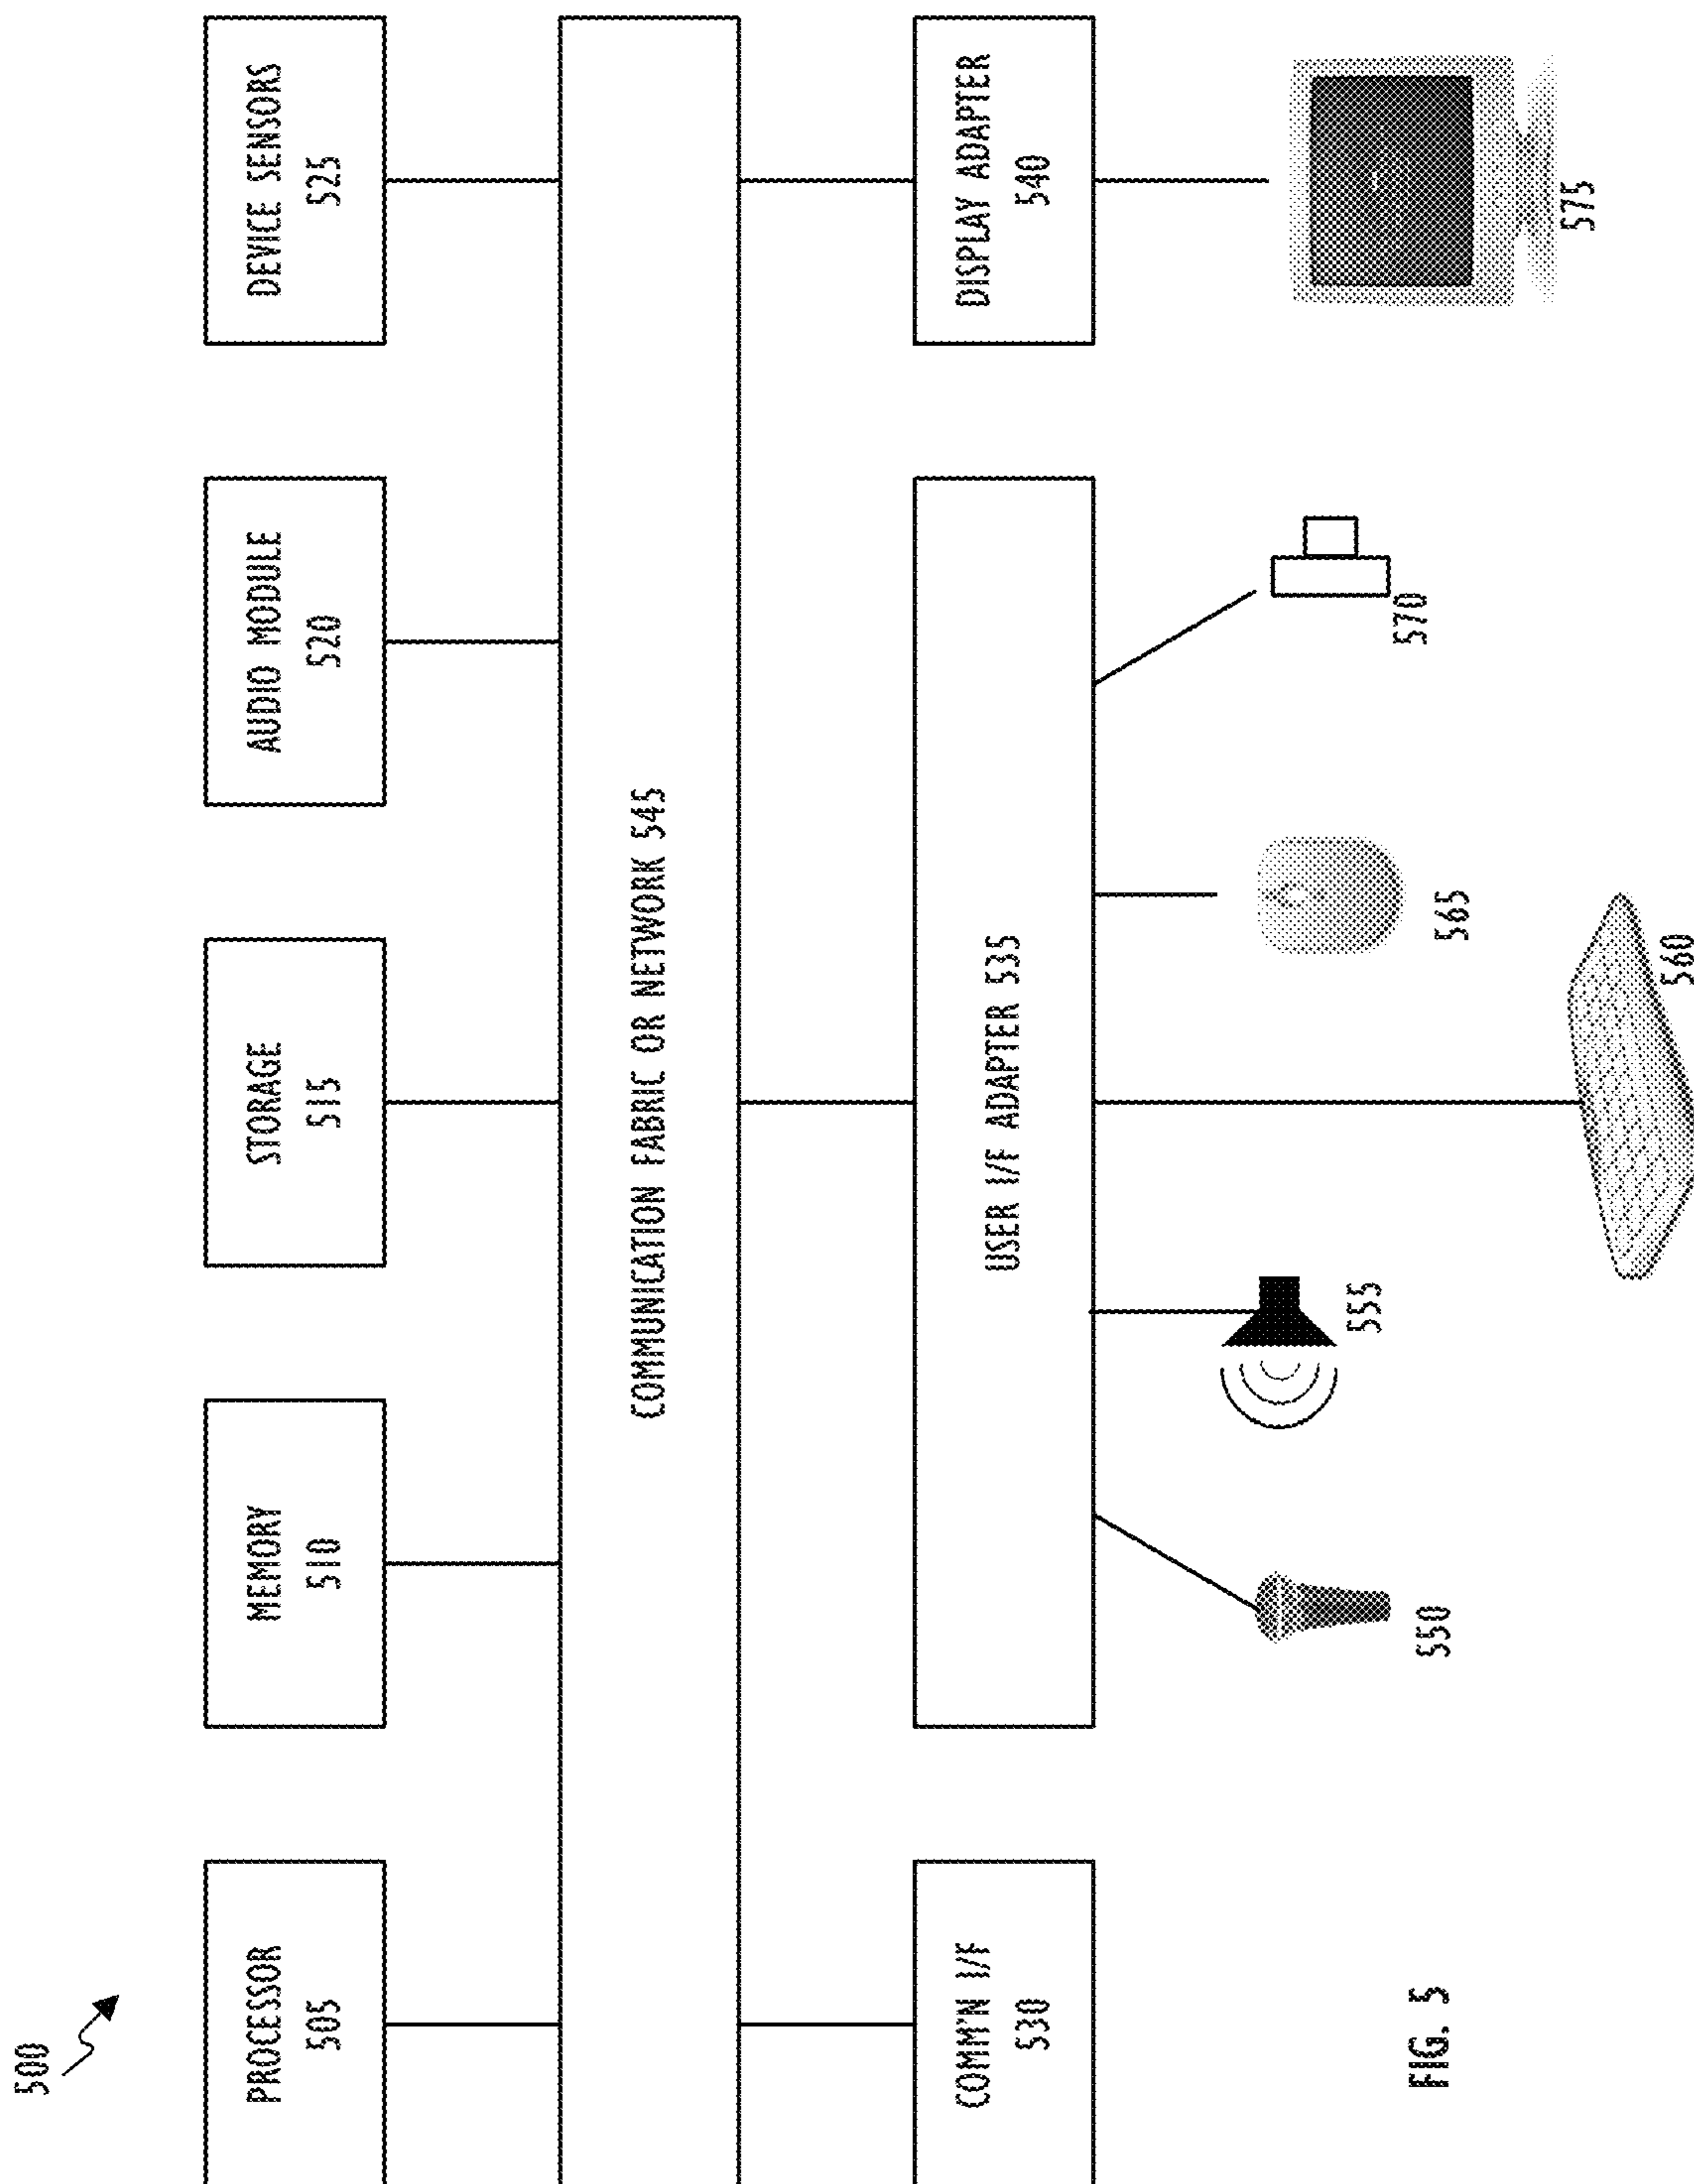 500
PROCESSOR
505
MEMORY
510
STORAGE
515
AUDIO MODULE
520
DEVICE SENSORS
525
COMMUNICATION FABRIC OR NETWORK 545
COMM'N I/F
530
USER I/F ADAPTER 535
DISPLAY ADAPTER
540
550
555
560
565
570
575
FIG. 5